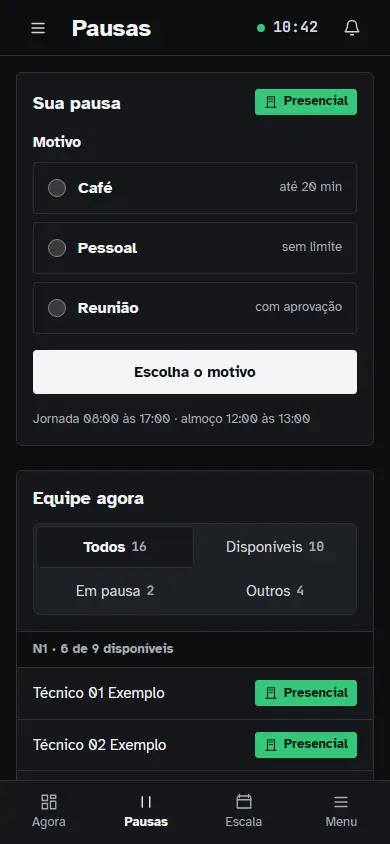 Pausas
10:42
Sua pausa
Presencial
Motivo
Café
até 20 min
Pessoal
sem limite
Reunião
com aprovação
Escolha o motivo
Jornada 08:00 às 17:00 · almoço 12:00 às 13:00
Equipe agora
Todos 16
Disponíveis 10
Em pausa 2
Outros 4
N1 · 6 de 9 disponíveis
Técnico 01 Exemplo
Presencial
Técnico 02 Exemplo
Presencial
Agora
Pausas
Escala
Menu